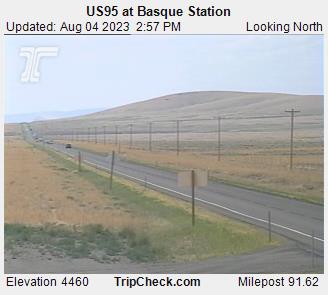 US95 at Basque Station
Updated: Aug 04 2023 2:57 PM Looking North
Elevation 4460 TripCheck.com Milepost 91.62